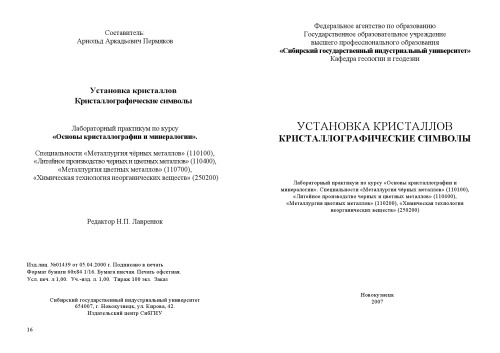 Составитель:
Арнольд Аркадьевич Пермяков
Установка кристаллов
Кристаллографические символы
Лабораторный практикум по курсу
«Основы кристаллографии и минералогии».
Специальности «Металлургия чёрных металлов» (110100),
«Литейное производство черных и цветных металлов» (110400),
«Металлургия цветных металлов» (110700),
«Химическая технология неорганических веществ» (250200)
Редактор Н.П. Лавренюк
Изд.лиц. №01439 от 05.04.2000 г. Подписано в печать
Формат бумаги 60х84 1/16. Бумага писчая. Печать офсетная.
Усл. печ. л 1,00. Уч.-изд. л. 1,00. Тираж 100 экз. Заказ
Сибирский государственный индустриальный университет
654007, г. Новокузнецк, ул. Кирова, 42.
Издательский центр СибГИУ
16
Федеральное агентство по образованию
Государственное образовательное учреждение
высшего профессионального образования
«Сибирский государственный индустриальный университет»
Кафедра геологии и геодезии
УСТАНОВКА КРИСТАЛЛОВ
КРИСТАЛЛОГРАФИЧЕСКИЕ СИМВОЛЫ
Лабораторный практикум по курсу «Основы кристаллографии и
минералогии». Специальности «Металлургия чёрных металлов» (110100),
«Литейное производство черных и цветных металлов» (110400),
«Металлургия цветных металлов» (110200), «Химическая технология
неорганических веществ» (250200)
Новокузнецк
2007